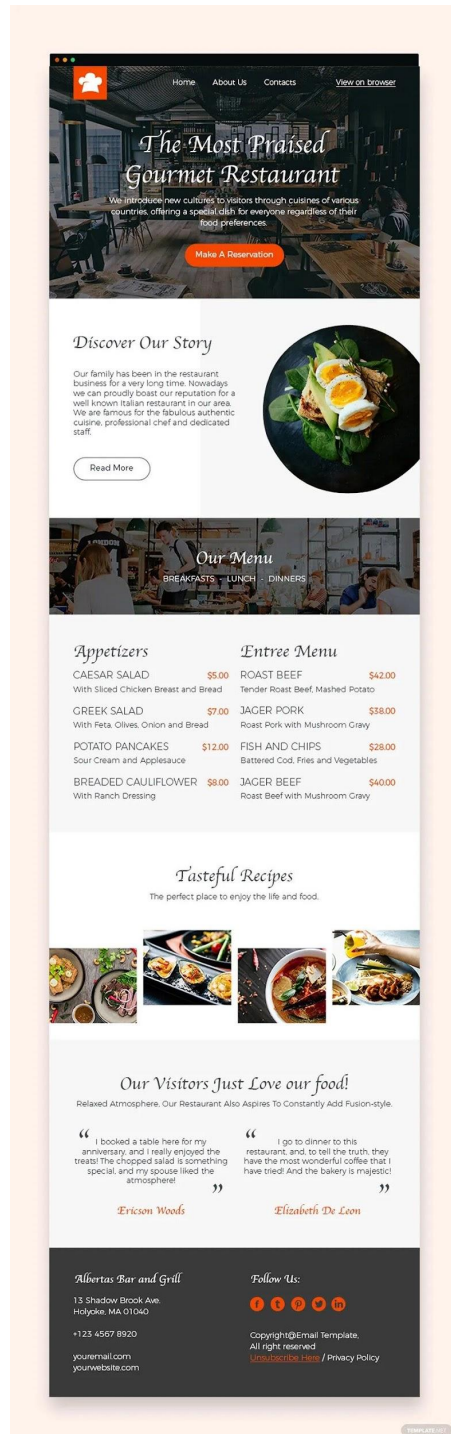 Home About Us Contacts View on browser
The Most Praised
Gourmet Restaurant
We introduce new cultures to visitors through cuisines of various
countries, offering a special dish for everyone regardless of their
food preferences.
Make A Reservation
Discover Our Story
Our family has been in the restaurant
business for a very long time. Nowadays
we can proudly boast our reputation for a
well known Italian restaurant in our area.
We are famous for the fabulous authentic
cuisine, professional chef and dedicated
staff.
Read More
LONDON
Our Menu
BREAKFASTS - LUNCH - DINNERS
Appetizers
CAESAR SALAD $5.00
With Sliced Chicken Breast and Bread
GREEK SALAD $7.00
With Feta, Olives, Onion and Bread
POTATO PANCAKES $12.00
Sour Cream and Applesauce
BREADED CAULIFLOWER $8.00
With Ranch Dressing
Entree Menu
ROAST BEEF $42.00
Tender Roast Beef, Mashed Potato
JAGER PORK $38.00
Roast Pork with Mushroom Gravy
FISH AND CHIPS $28.00
Battered Cod, Fries and Vegetables
JAGER BEEF $40.00
Roast Beef with Mushroom Gravy
Tasteful Recipes
The perfect place to enjoy the life and food.
Our Visitors Just Love our food!
Relaxed Atmosphere, Our Restaurant Also Aspires To Constantly Add Fusion-style.
“ I booked a table here for my
anniversary, and I really enjoyed the
treats! The chopped salad is something
special, and my spouse liked the
atmosphere! ”
Ericson Woods
“ I go to dinner to this
restaurant, and, to tell the truth, they
have the most wonderful coffee that I
have tried! And the bakery is majestic! ”
Elizabeth De Leon
Albertas Bar and Grill
13 Shadow Brook Ave.
Holyoke, MA 01040
+123 4567 8920
youremail.com
yourwebsite.com
Follow Us:
Copyright@Email Template,
All right reserved
Unsubscribe Here / Privacy Policy
TEMPLATE.NET